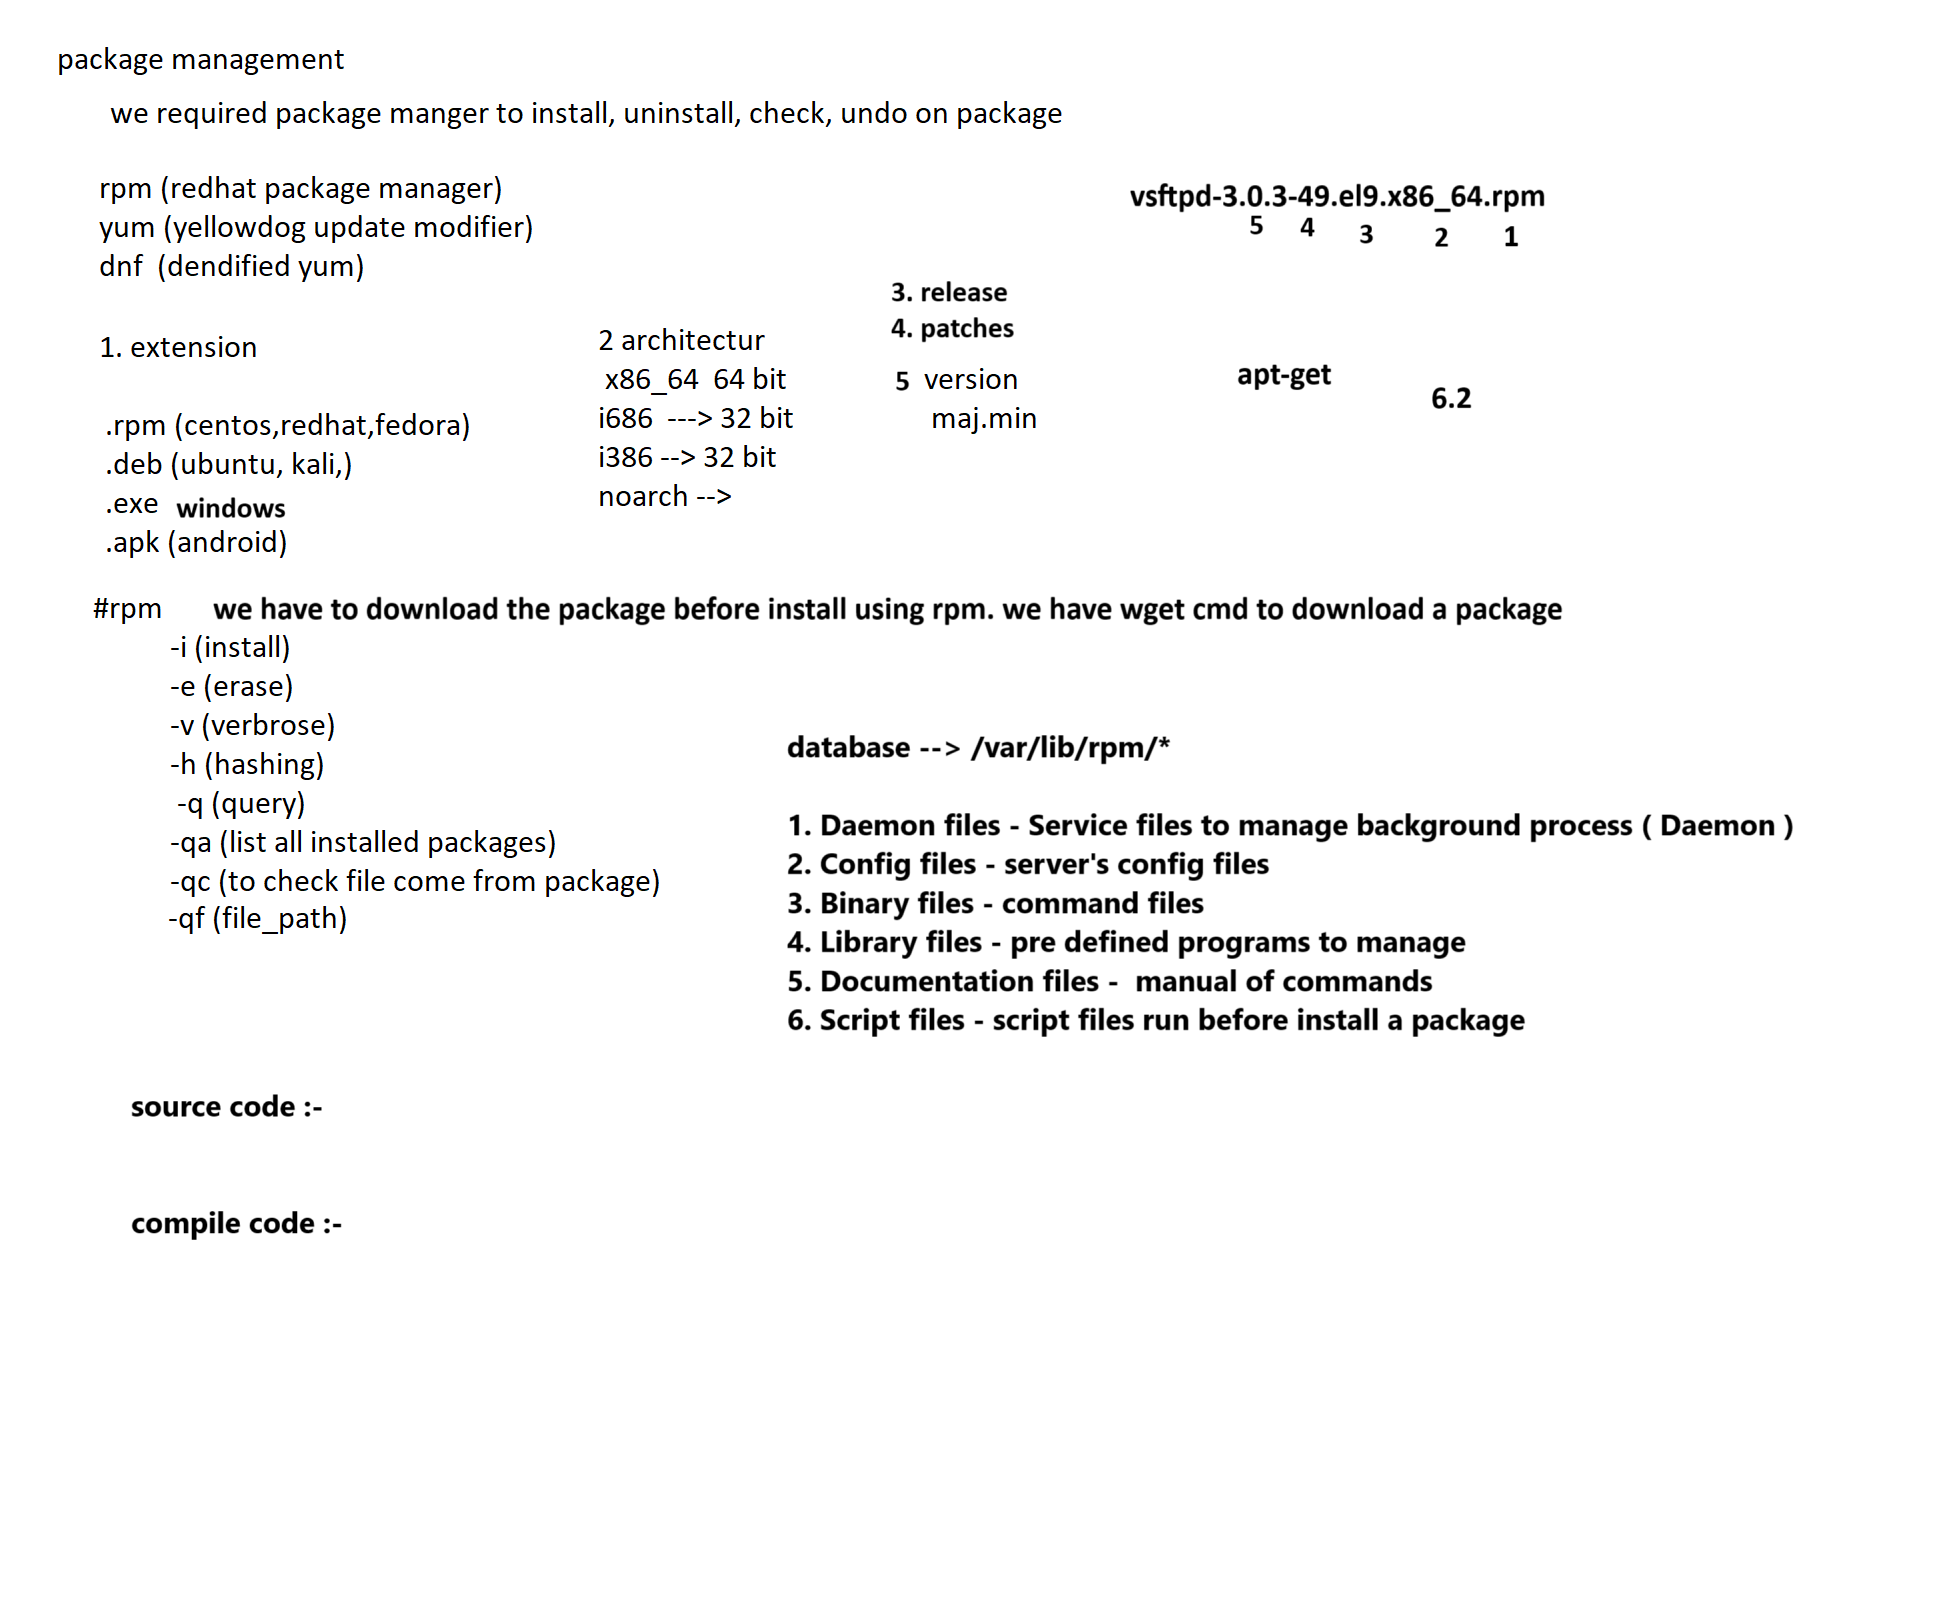 package management
we required package manger to install, uninstall, check, undo on package
rpm (redhat package manager)
yum (yellowdog update modifier)
dnf  (dendified yum)
vsftpd-3.0.3-49.el9.x86_64.rpm
5 4 3 2 1
1. extension
.rpm (centos,redhat,fedora)
.deb (ubuntu, kali,)
.exe windows
.apk (android)
2 architectur
x86_64  64 bit
i686  ---> 32 bit
i386 --> 32 bit
noarch -->
3. release
4. patches
5 version
maj.min
apt-get
6.2
#rpm we have to download the package before install using rpm. we have wget cmd to download a package
-i (install)
-e (erase)
-v (verbrose)
-h (hashing)
-q (query)
-qa (list all installed packages)
-qc (to check file come from package)
-qf (file_path)
database --> /var/lib/rpm/*
1. Daemon files - Service files to manage background process ( Daemon )
2. Config files - server's config files
3. Binary files - command files
4. Library files - pre defined programs to manage
5. Documentation files -  manual of commands
6. Script files - script files run before install a package
source code :-
compile code :-